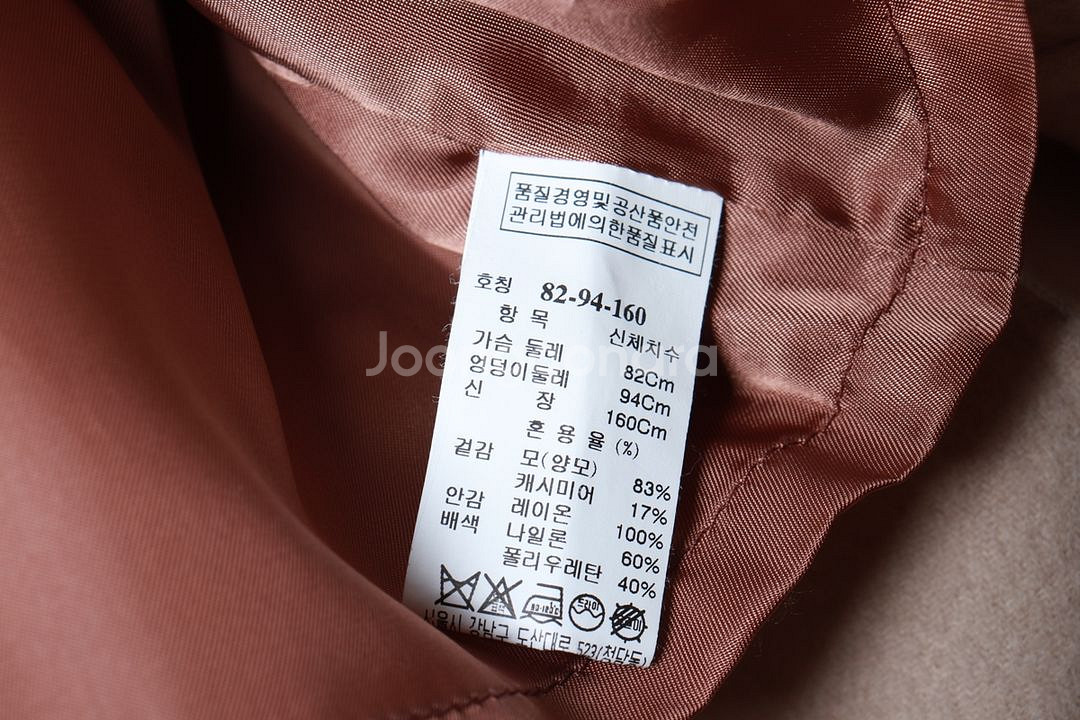 품질경영및공산품안전
관리법에의한품질표시
호칭 82-94-160
항 목 신체치수
가슴 둘레 82Cm
엉덩이둘레 94Cm
신 장 160Cm
혼 용 율 (%)
겉감 모(양모) 83%
캐시미어 17%
안감 레이온 100%
배색 나일론 60%
폴리우레탄 40%
드라이
서울시 강남구 도산대로 523(청담동)